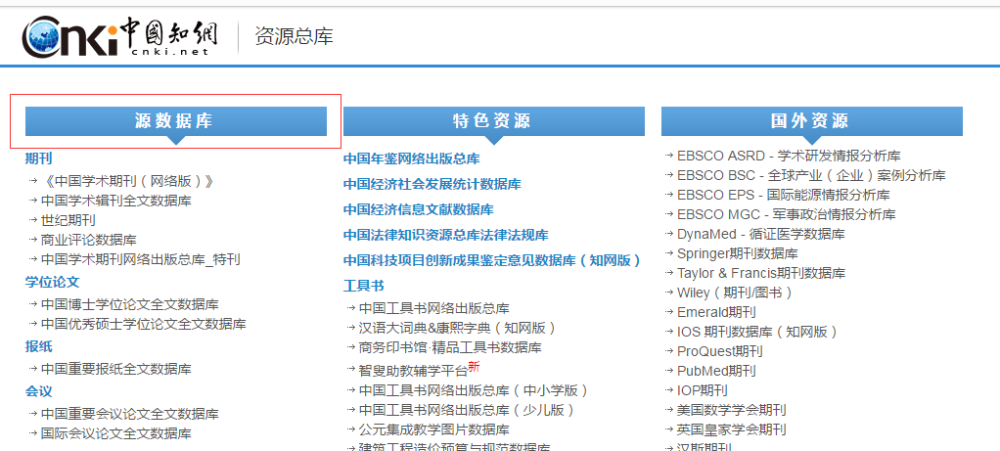 Cnki 中国知网
cnki.net
资源总库
源数据库
期刊
《中国学术期刊（网络版）》
中国学术辑刊全文数据库
世纪期刊
商业评论数据库
中国学术期刊网络出版总库_特刊
学位论文
中国博士学位论文全文数据库
中国优秀硕士学位论文全文数据库
报纸
中国重要报纸全文数据库
会议
中国重要会议论文全文数据库
国际会议论文全文数据库
特色资源
中国年鉴网络出版总库
中国经济社会发展统计数据库
中国经济信息文献数据库
中国法律知识资源总库法律法规库
中国科技项目创新成果鉴定意见数据库（知网版）
工具书
中国工具书网络出版总库
汉语大词典&康熙字典（知网版）
商务印书馆·精品工具书数据库
智叟助教辅学平台新
中国工具书网络出版总库（中小学版）
中国工具书网络出版总库（少儿版）
公元集成教学图片数据库
建筑工程造价预算与规范数据库
国外资源
EBSCO ASRD - 学术研发情报分析库
EBSCO BSC - 全球产业（企业）案例分析库
EBSCO EPS - 国际能源情报分析库
EBSCO MGC - 军事政治情报分析库
DynaMed - 循证医学数据库
Springer期刊数据库
Taylor & Francis期刊数据库
Wiley（期刊/图书）
Emerald期刊
IOS 期刊数据库（知网版）
ProQuest期刊
PubMed期刊
IOP期刊
美国数学学会期刊
英国皇家学会期刊
汉斯期刊